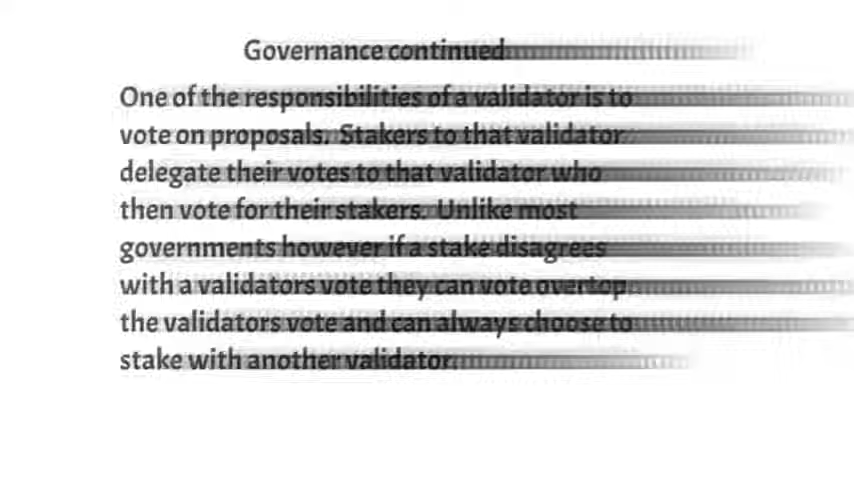 Governance continued
One of the responsibilities of a validator is to
vote on proposals. Stakers to that validator
delegate their votes to that validator who
then vote for their stakers. Unlike most
governments however if a stake disagrees
with a validators vote they can vote overtop
the validators vote and can always choose to
stake with another validator.